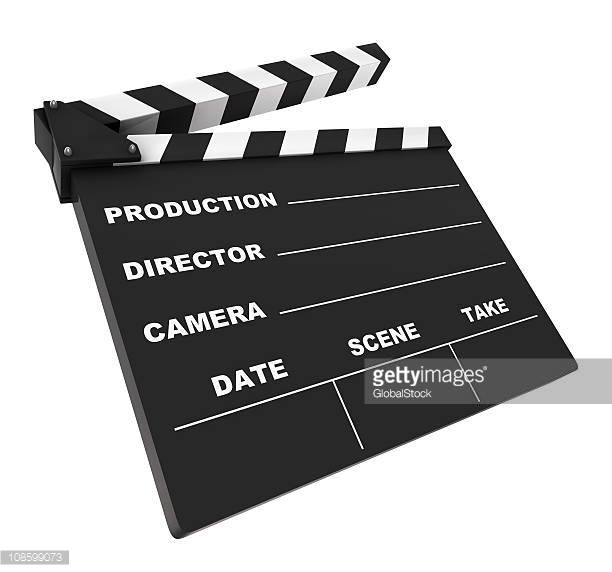 PRODUCTION
DIRECTOR
CAMERA
DATE SCENE TAKE
gettyimages®
GlobalStock
108599073